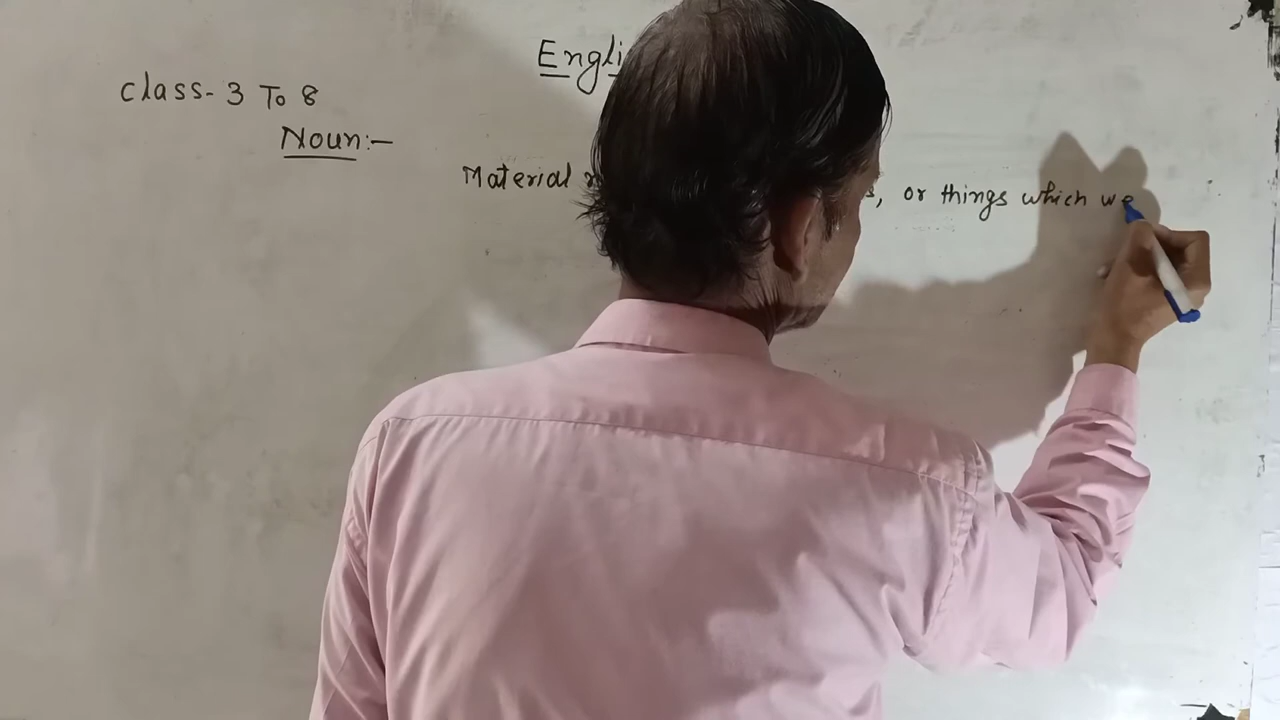 Engli
class- 3 To 8
Noun:-
Material , or things which we